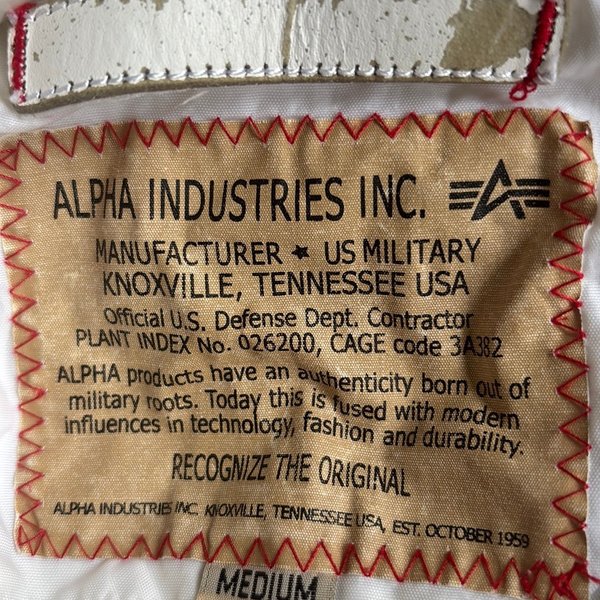 ALPHA INDUSTRIES INC.
MANUFACTURER ★ US MILITARY
KNOXVILLE, TENNESSEE USA
Official U.S. Defense Dept. Contractor
PLANT INDEX No. 026200, CAGE code 3A382
ALPHA products have an authenticity born out of
military roots. Today this is fused with modern
influences in technology, fashion and durability.
RECOGNIZE THE ORIGINAL
ALPHA INDUSTRIES INC. KNOXVILLE, TENNESSEE USA, EST. OCTOBER 1959
MEDIUM